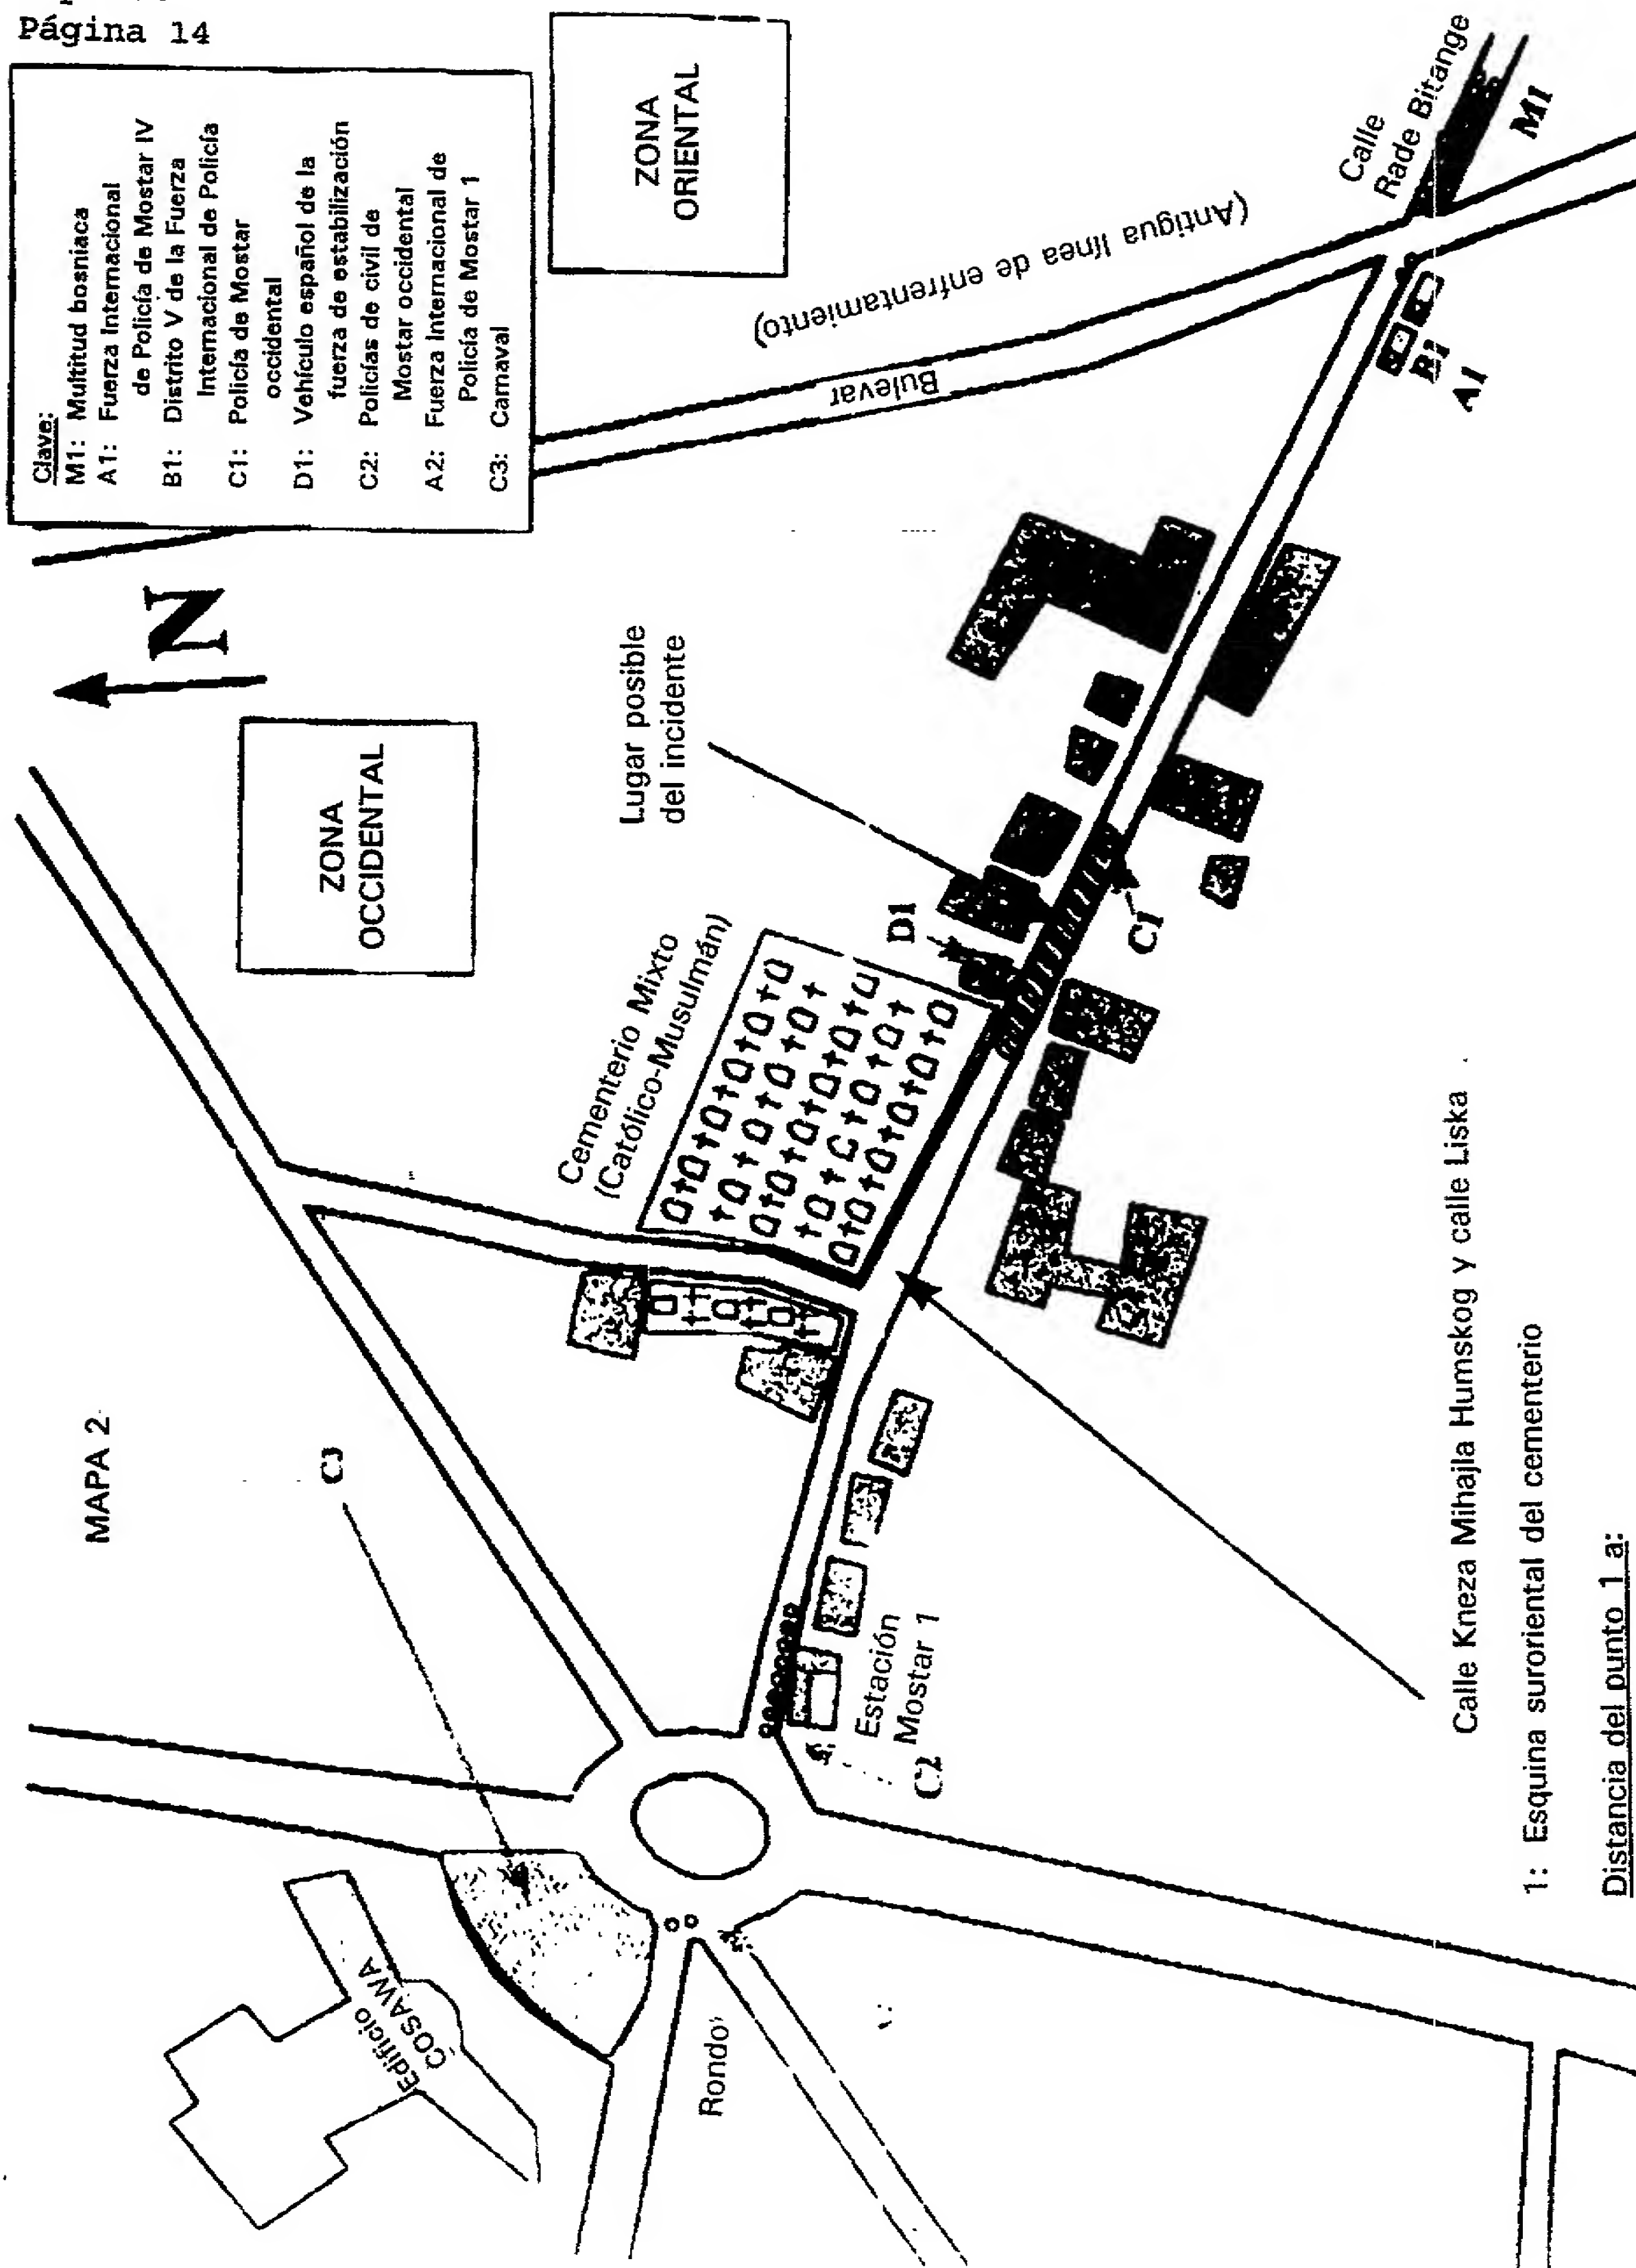 Página 14
MAPA 2
Clave:
M1: Multitud bosniaca
A1: Fuerza Internacional
de Policía de Mostar IV
B1: Distrito V de la Fuerza
Internacional de Policía
C1: Policía de Mostar
occidental
D1: Vehículo español de la
fuerza de estabilización
C2: Policías de civil de
Mostar occidental
A2: Fuerza Internacional de
Policía de Mostar 1
C3: Carnaval
N
ZONA
OCCIDENTAL
ZONA
ORIENTAL
C3
Edificio
COSAWA
Rondo
Cementerio Mixto
(Católico-Musulmán)
Lugar posible
del incidente
Bulevar
(Antigua línea de enfrentamiento)
Calle
Rade Bitange
M1
B1
A1
D1
C1
Estación
Mostar 1
C2
Calle Kneza Mihajla Humskog y calle Liska
1: Esquina suroriental del cementerio
Distancia del punto 1 a: